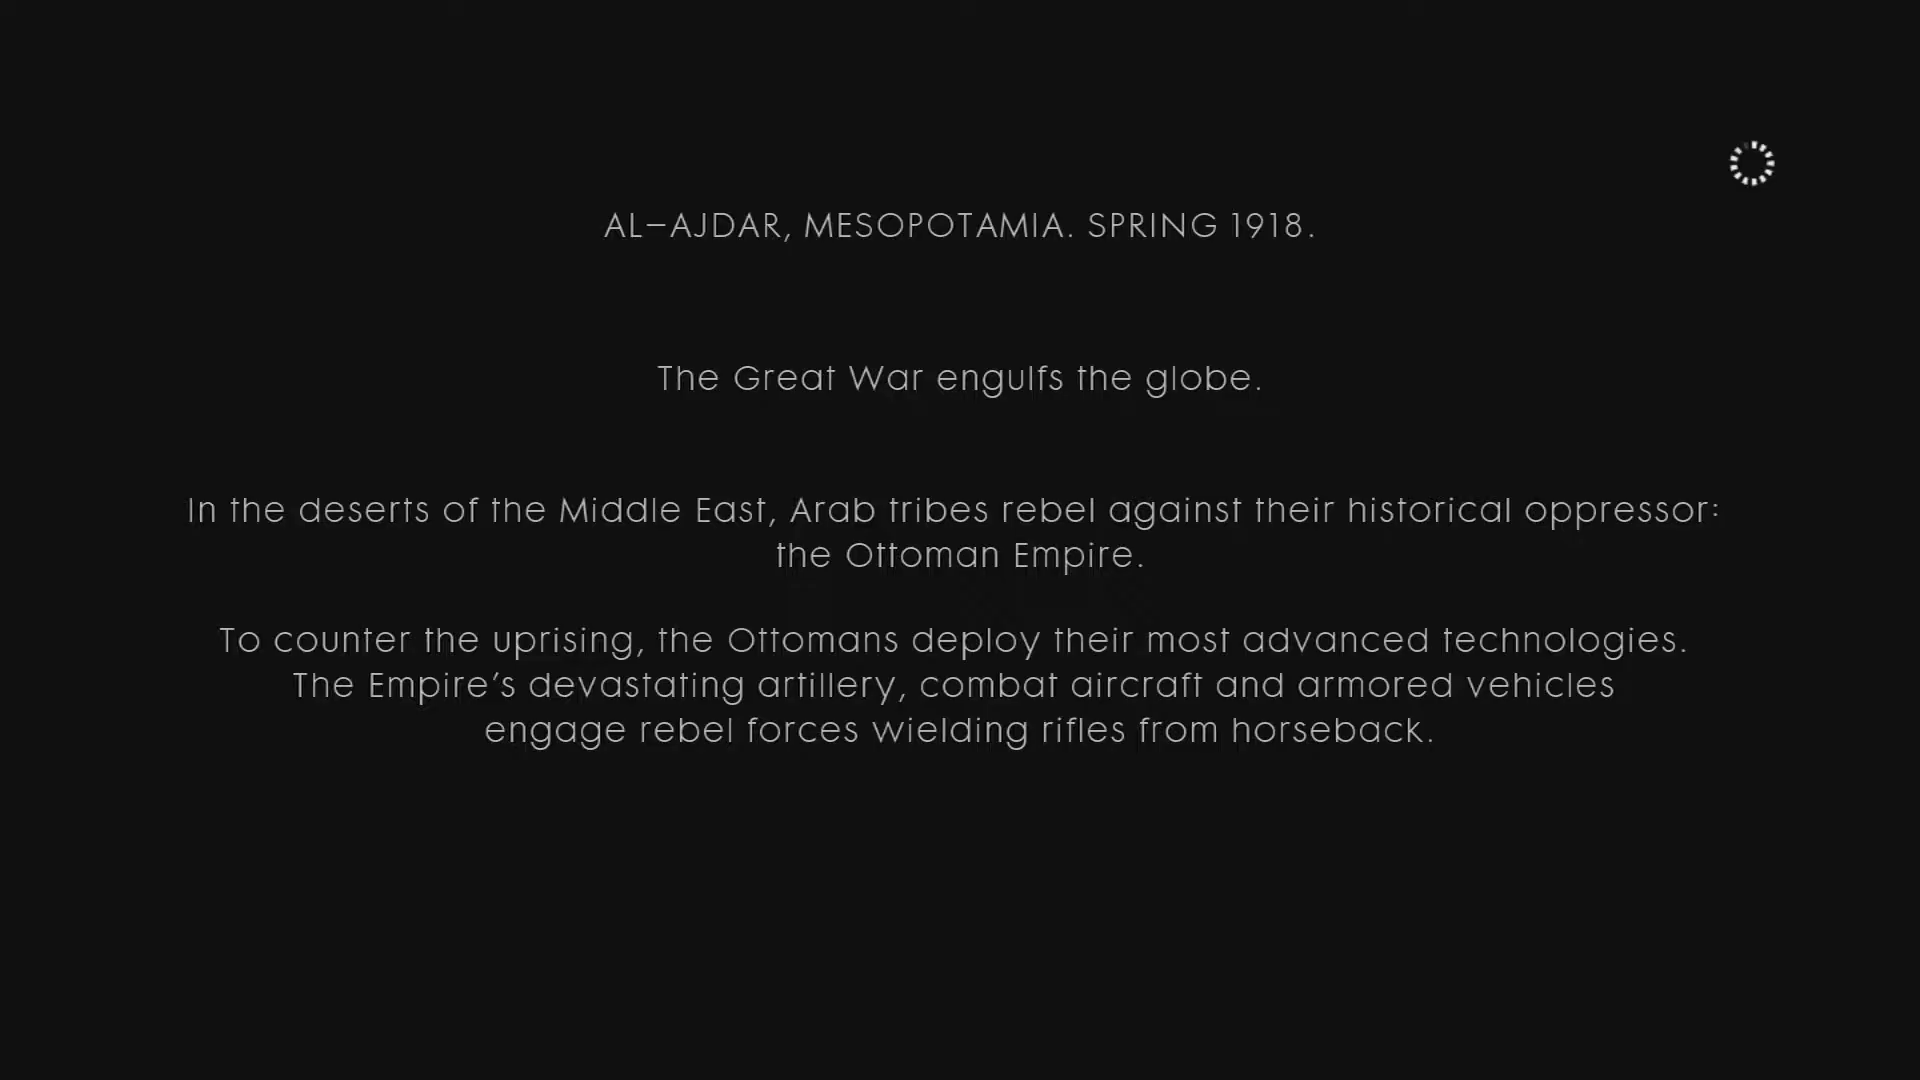 AL–AJDAR, MESOPOTAMIA. SPRING 1918.
The Great War engulfs the globe.
In the deserts of the Middle East, Arab tribes rebel against their historical oppressor:
the Ottoman Empire.
To counter the uprising, the Ottomans deploy their most advanced technologies.
The Empire’s devastating artillery, combat aircraft and armored vehicles
engage rebel forces wielding rifles from horseback.